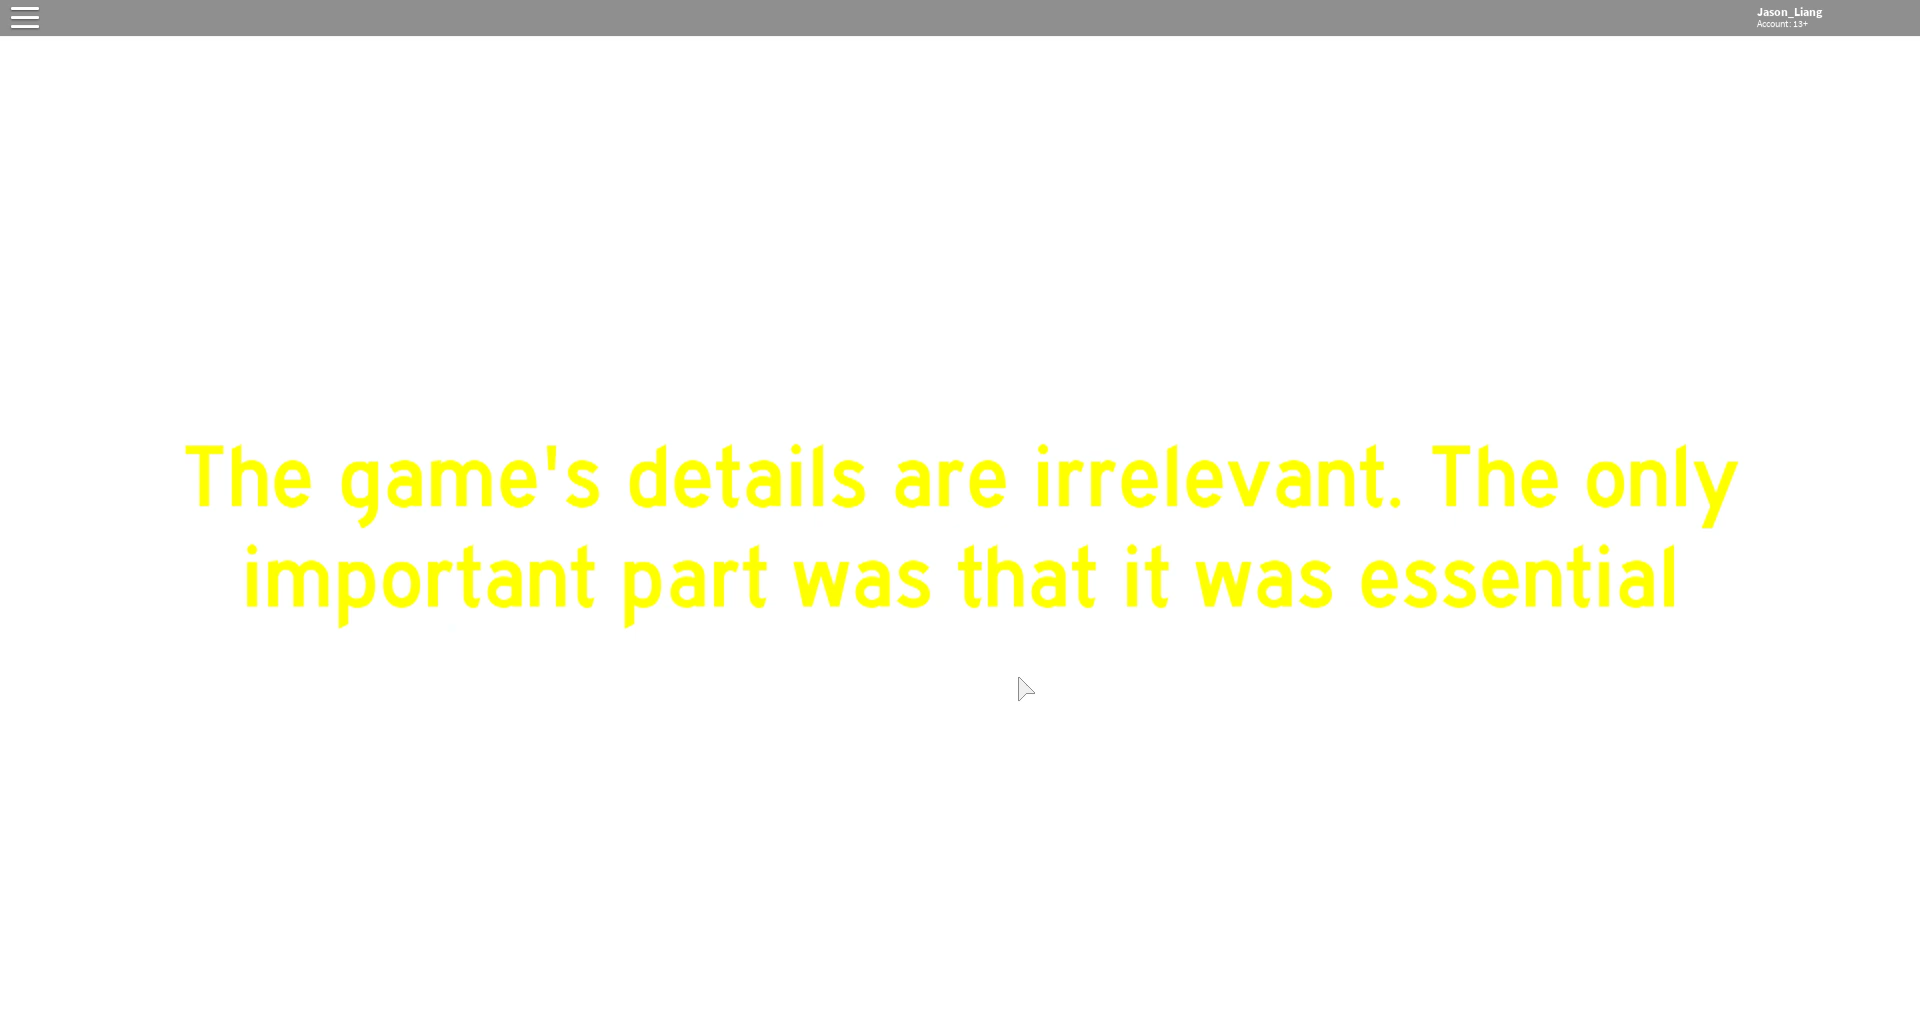 Jason_Liang
Account: 13+
The game's details are irrelevant. The only
important part was that it was essential